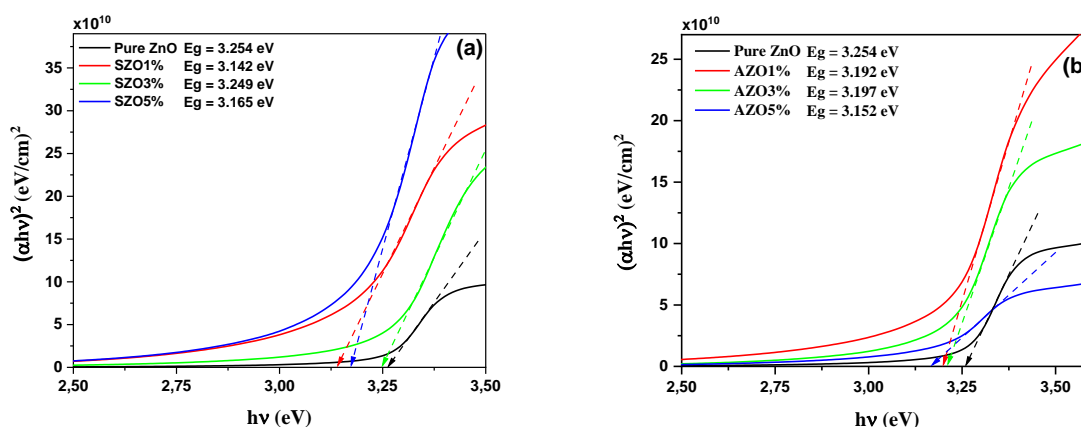 x10¹⁰
(a)
Pure ZnO Eg = 3.254 eV
SZO1% Eg = 3.142 eV
SZO3% Eg = 3.249 eV
SZO5% Eg = 3.165 eV
35
30
25
20
15
10
5
0
2,50 2,75 3,00 3,25 3,50
(αhν)² (eV/cm)²
hν (eV)
x10¹⁰
(b
Pure ZnO Eg = 3.254 eV
AZO1% Eg = 3.192 eV
AZO3% Eg = 3.197 eV
AZO5% Eg = 3.152 eV
25
20
15
10
5
0
2,50 2,75 3,00 3,25 3,50
(αhν)² (eV/cm)²
hν (eV)